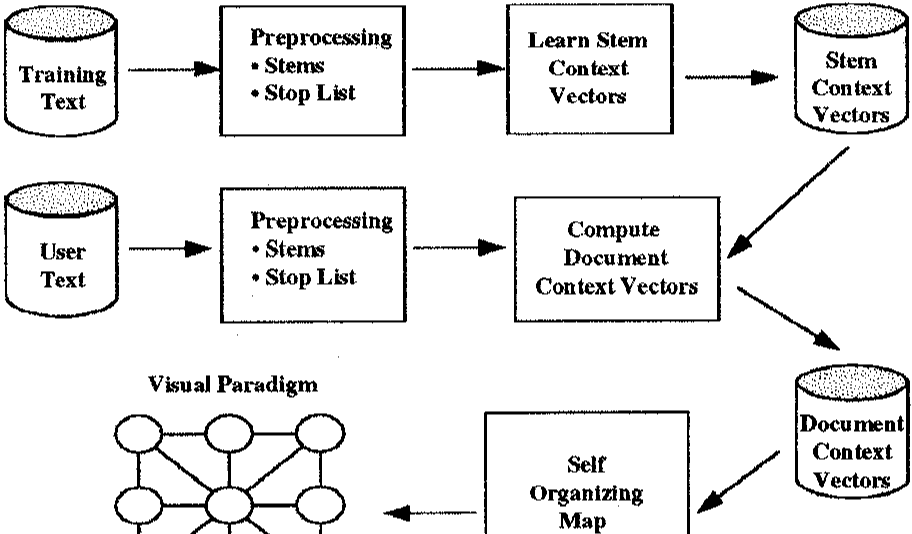 Training
Text
Preprocessing
• Stems
• Stop List
Learn Stem
Context
Vectors
Stem
Context
Vectors
User
Text
Preprocessing
• Stems
• Stop List
Compute
Document
Context Vectors
Visual Paradigm
Self
Organizing
Map
Document
Context
Vectors